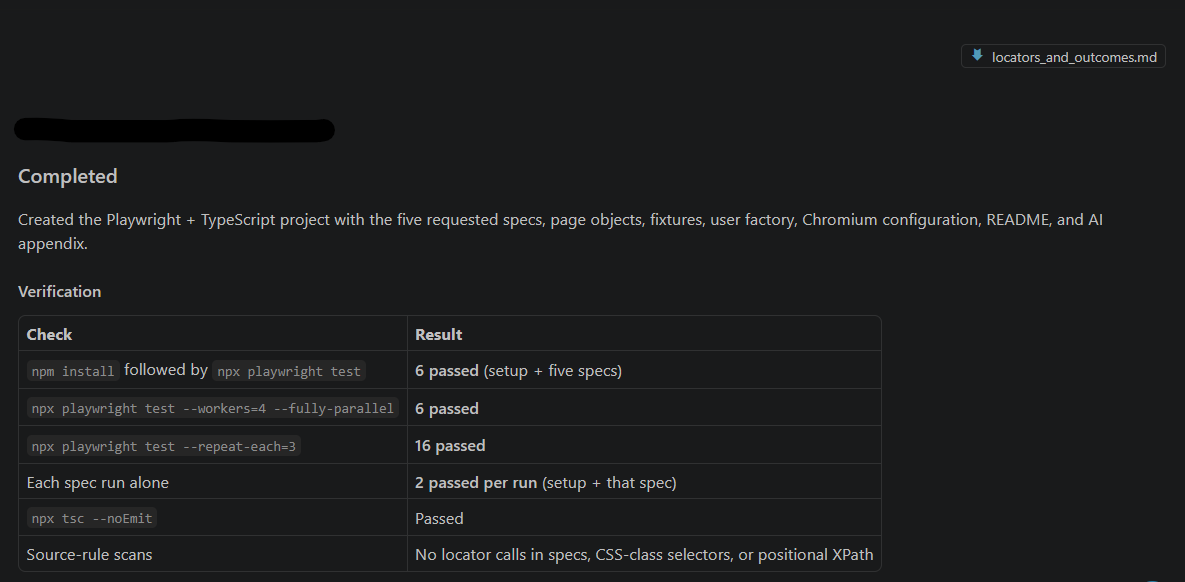 locators_and_outcomes.md
Completed
Created the Playwright + TypeScript project with the five requested specs, page objects, fixtures, user factory, Chromium configuration, README, and AI
appendix.
Verification
Check Result
npm install followed by npx playwright test 6 passed (setup + five specs)
npx playwright test --workers=4 --fully-parallel 6 passed
npx playwright test --repeat-each=3 16 passed
Each spec run alone 2 passed per run (setup + that spec)
npx tsc --noEmit Passed
Source-rule scans No locator calls in specs, CSS-class selectors, or positional XPath